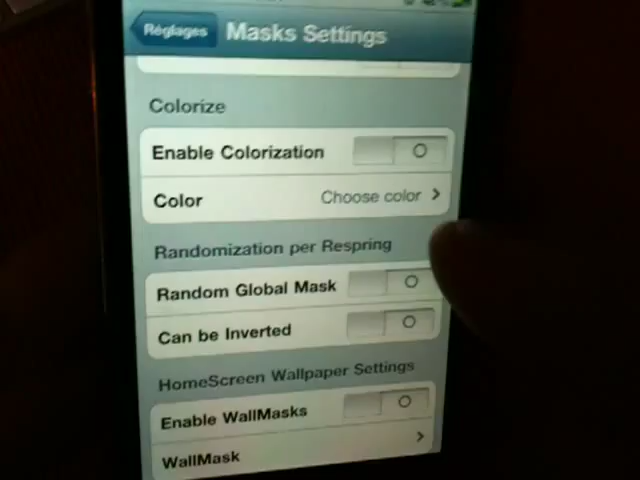 Réglages
Masks Settings
Colorize
Enable Colorization
Color
Choose color
Randomization per Respring
Random Global Mask
Can be Inverted
HomeScreen Wallpaper Settings
Enable WallMasks
WallMask